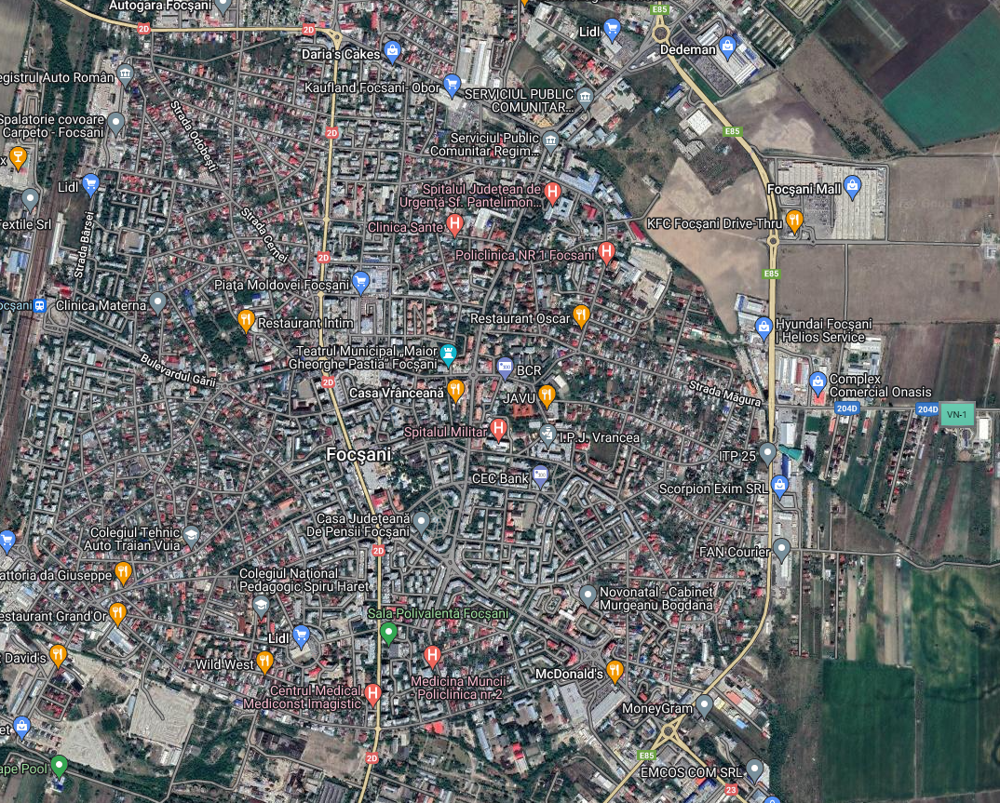 Autogara Focșani
2D
2D
E85
Lidl
Dedeman
Daria's Cakes
Kaufland Focsani- Obor
SERVICIUL PUBLIC
COMUNITAR...
egistrul Auto Român
Spalatorie covoare
Carpeto - Focsani
Strada Odobești
2D
E85
Serviciul Public
Comunitar Regim...
x
Lidl
Spitalul Județean de
Urgență Sf. Pantelimon...
Focșani Mall
Textile Srl
Strada Bârsei
Strada Cernei
Clinica Sante
KFC Focșani Drive-Thru
Policlinica NR 1 Focsani
2D
E85
Piața Moldovei Focșani
ocșani
Clinica Materna
Restaurant Intim
Restaurant Oscar
Hyundai Focșani
| Helios Service
Teatrul Municipal „Maior
Gheorghe Pastia” Focșani
Bulevardul Gării
BCR
2D
Casa Vrânceană
JAVU
Strada Măgura
Complex
Comercial Onasis
204D
204D
VN-1
Spitalul Militar
I.P.J. Vrancea
Focșani
ITP 25
CEC Bank
Scorpion Exim SRL
Casa Județeană
De Pensii Focșani
Colegiul Tehnic
Auto Traian Vuia
2D
FAN Courier
attoria da Giuseppe
Colegiul Național
Pedagogic Spiru Haret
Novonatal - Cabinet
Murgeanu Bogdana
estaurant Grand'Or
Sala Polivalentă Focșani
Lidl
David's
Wild West
McDonald's
Centrul Medical
Mediconst Imagistic
Medicina Muncii
- Policlinica nr 2
MoneyGram
et
2D
E85
ape Pool
EMCOS COM SRL
23